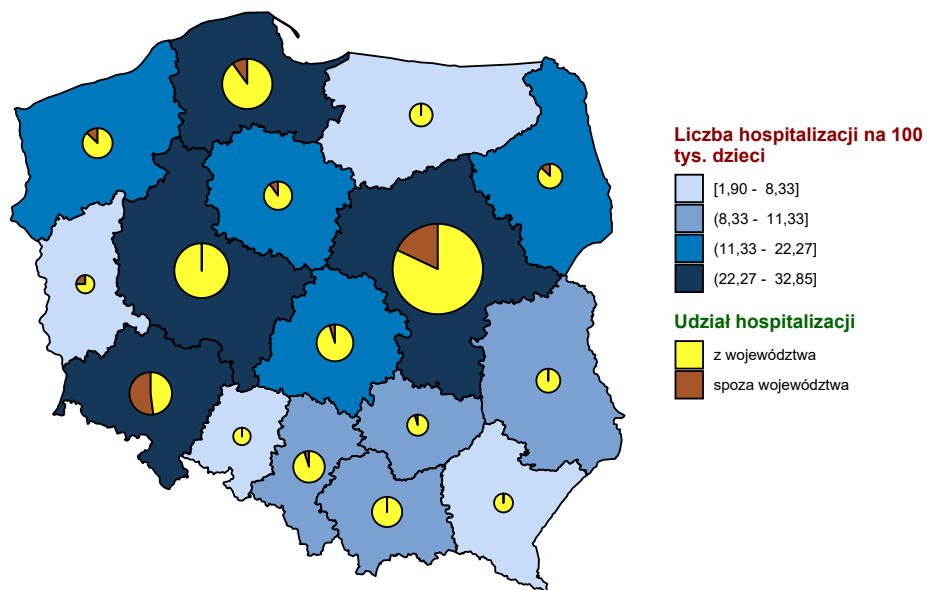 Liczba hospitalizacji na 100
tys. dzieci
[1,90 - 8,33]
(8,33 - 11,33]
(11,33 - 22,27]
(22,27 - 32,85]
Udział hospitalizacji
z województwa
spoza województwa